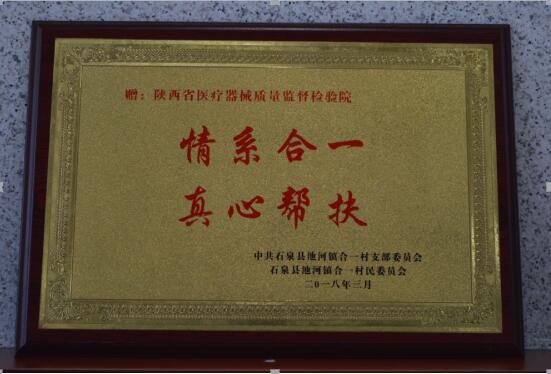 赠：陕西省医疗器械质量监督检验院
情系合一
真心帮扶
中共石泉县池河镇合一村支部委员会
石泉县池河镇合一村民委员会
二〇一八年三月